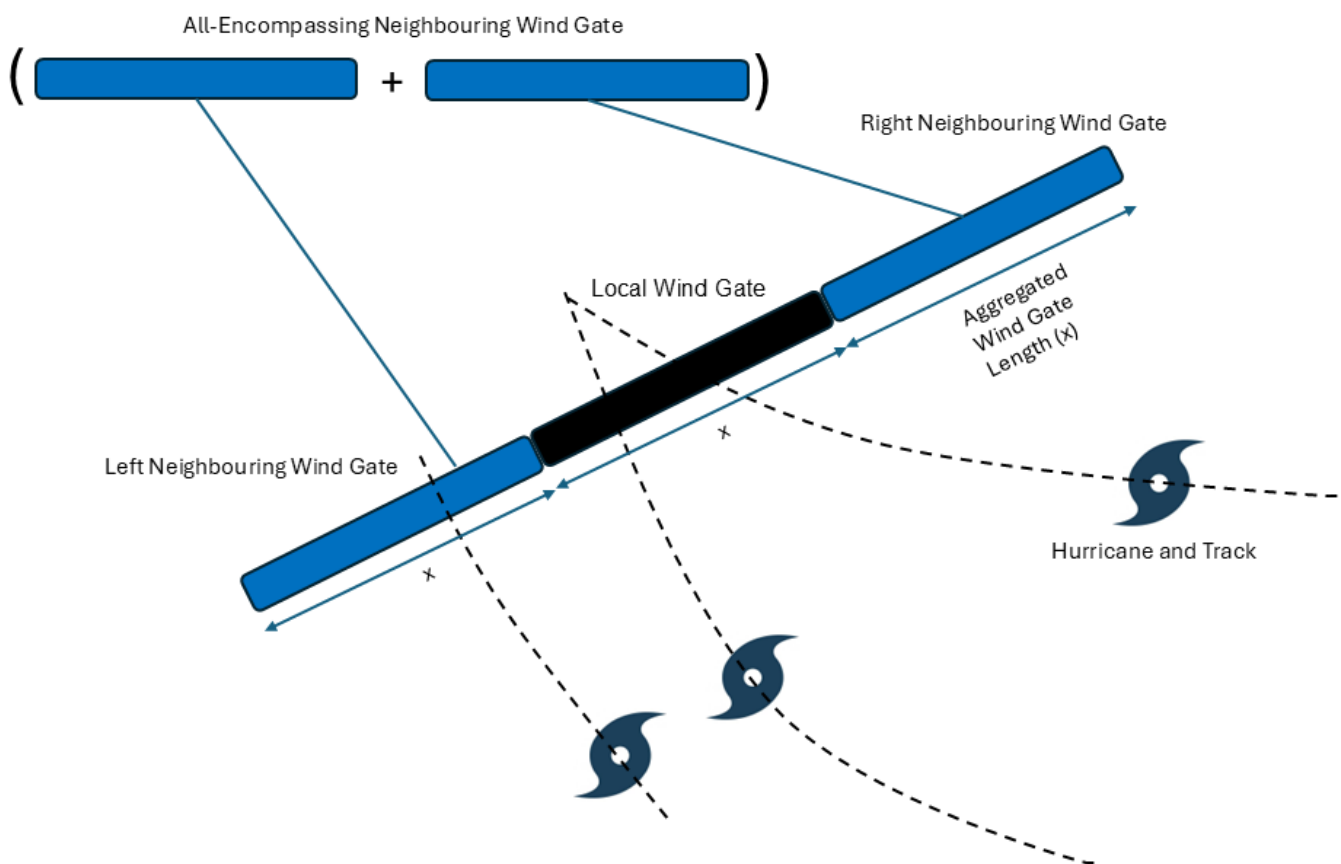 All-Encompassing Neighbouring Wind Gate
( + )
Right Neighbouring Wind Gate
Local Wind Gate
Aggregated
Wind Gate
Length (x)
x
Left Neighbouring Wind Gate
x
Hurricane and Track